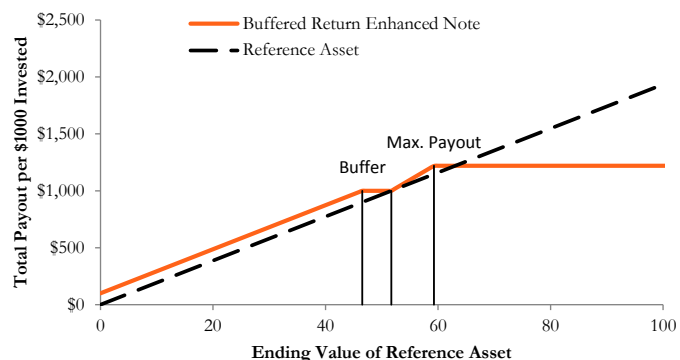 $2,500
$2,000
$1,500
$1,000
$500
$0
Total Payout per $1000 Invested
Buffered Return Enhanced Note
Reference Asset
Max. Payout
Buffer
0
20
40
60
80
100
Ending Value of Reference Asset